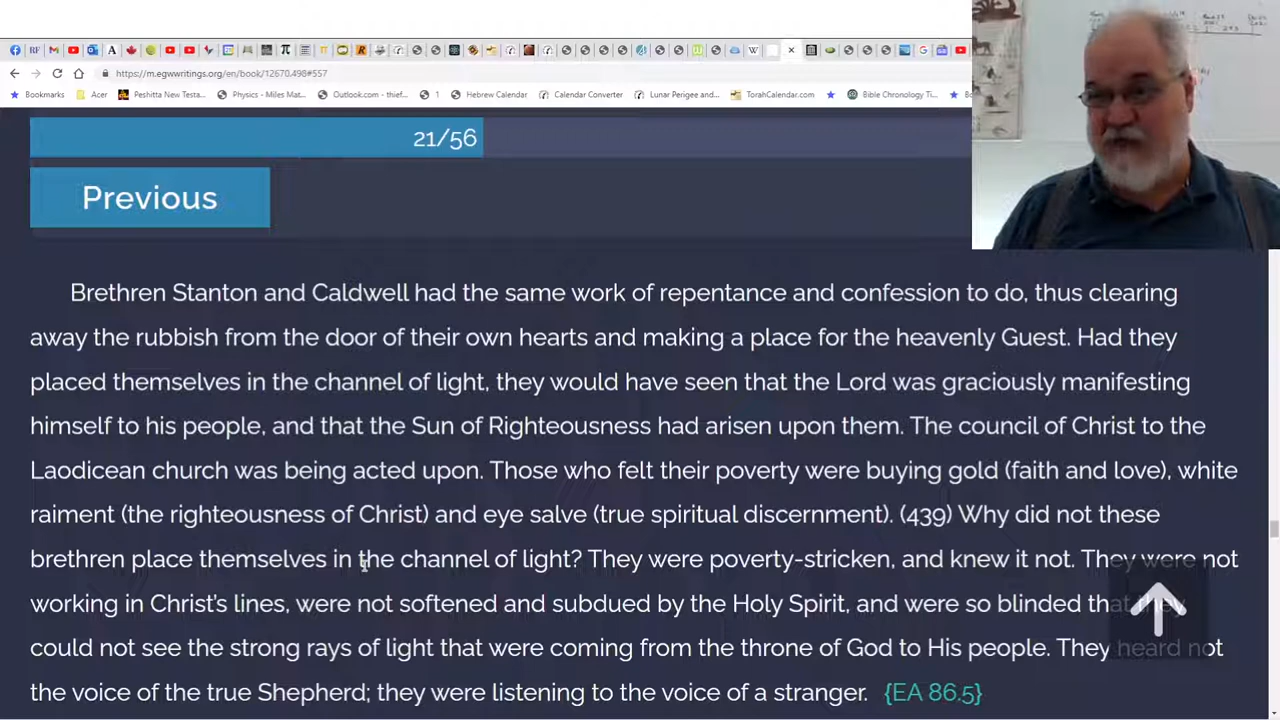 https://m.egwwritings.org/en/book/12670.498#557
Bookmarks Acer Peshitta New Testa... Physics - Miles Mat... Outlook.com - thief... 1 Hebrew Calendar Calendar Converter Lunar Perigee and... TorahCalendar.com Bible Chronology Ti...
21/56
Previous
Brethren Stanton and Caldwell had the same work of repentance and confession to do, thus clearing
away the rubbish from the door of their own hearts and making a place for the heavenly Guest. Had they
placed themselves in the channel of light, they would have seen that the Lord was graciously manifesting
himself to his people, and that the Sun of Righteousness had arisen upon them. The council of Christ to the
Laodicean church was being acted upon. Those who felt their poverty were buying gold (faith and love), white
raiment (the righteousness of Christ) and eye salve (true spiritual discernment). (439) Why did not these
brethren place themselves in the channel of light? They were poverty-stricken, and knew it not. They were not
working in Christ's lines, were not softened and subdued by the Holy Spirit, and were so blinded that they
could not see the strong rays of light that were coming from the throne of God to His people. They heard not
the voice of the true Shepherd; they were listening to the voice of a stranger. {EA 86.5}